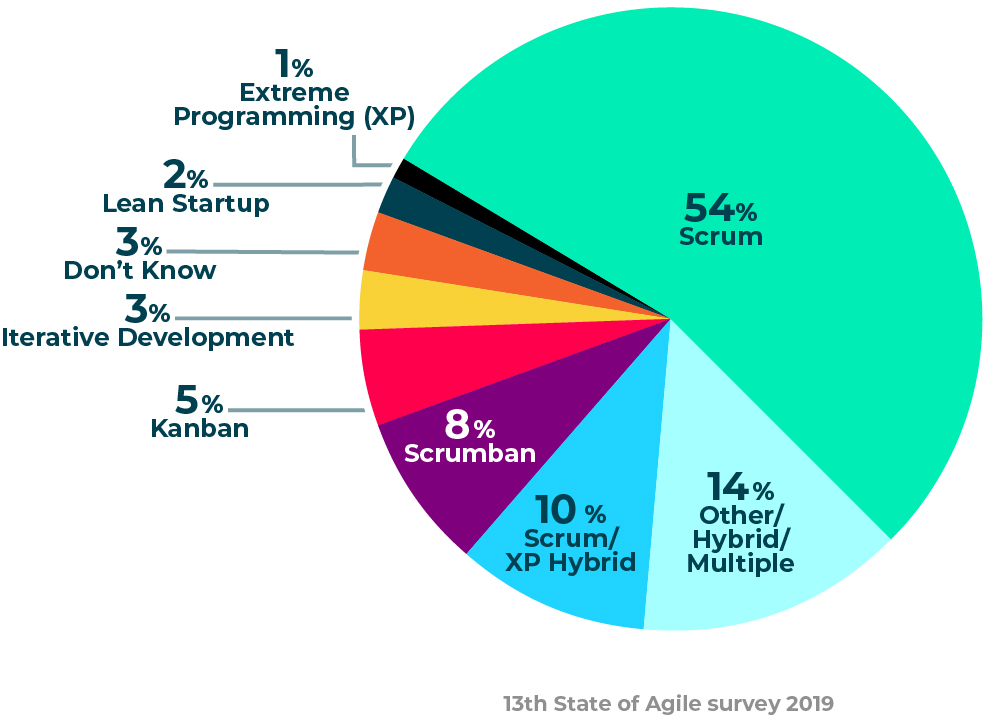 1%
Extreme
Programming (XP)
2%
Lean Startup
3%
Don’t Know
3%
Iterative Development
5%
Kanban
54%
Scrum
8%
Scrumban
10 %
Scrum/
XP Hybrid
14%
Other/
Hybrid/
Multiple
13th State of Agile survey 2019